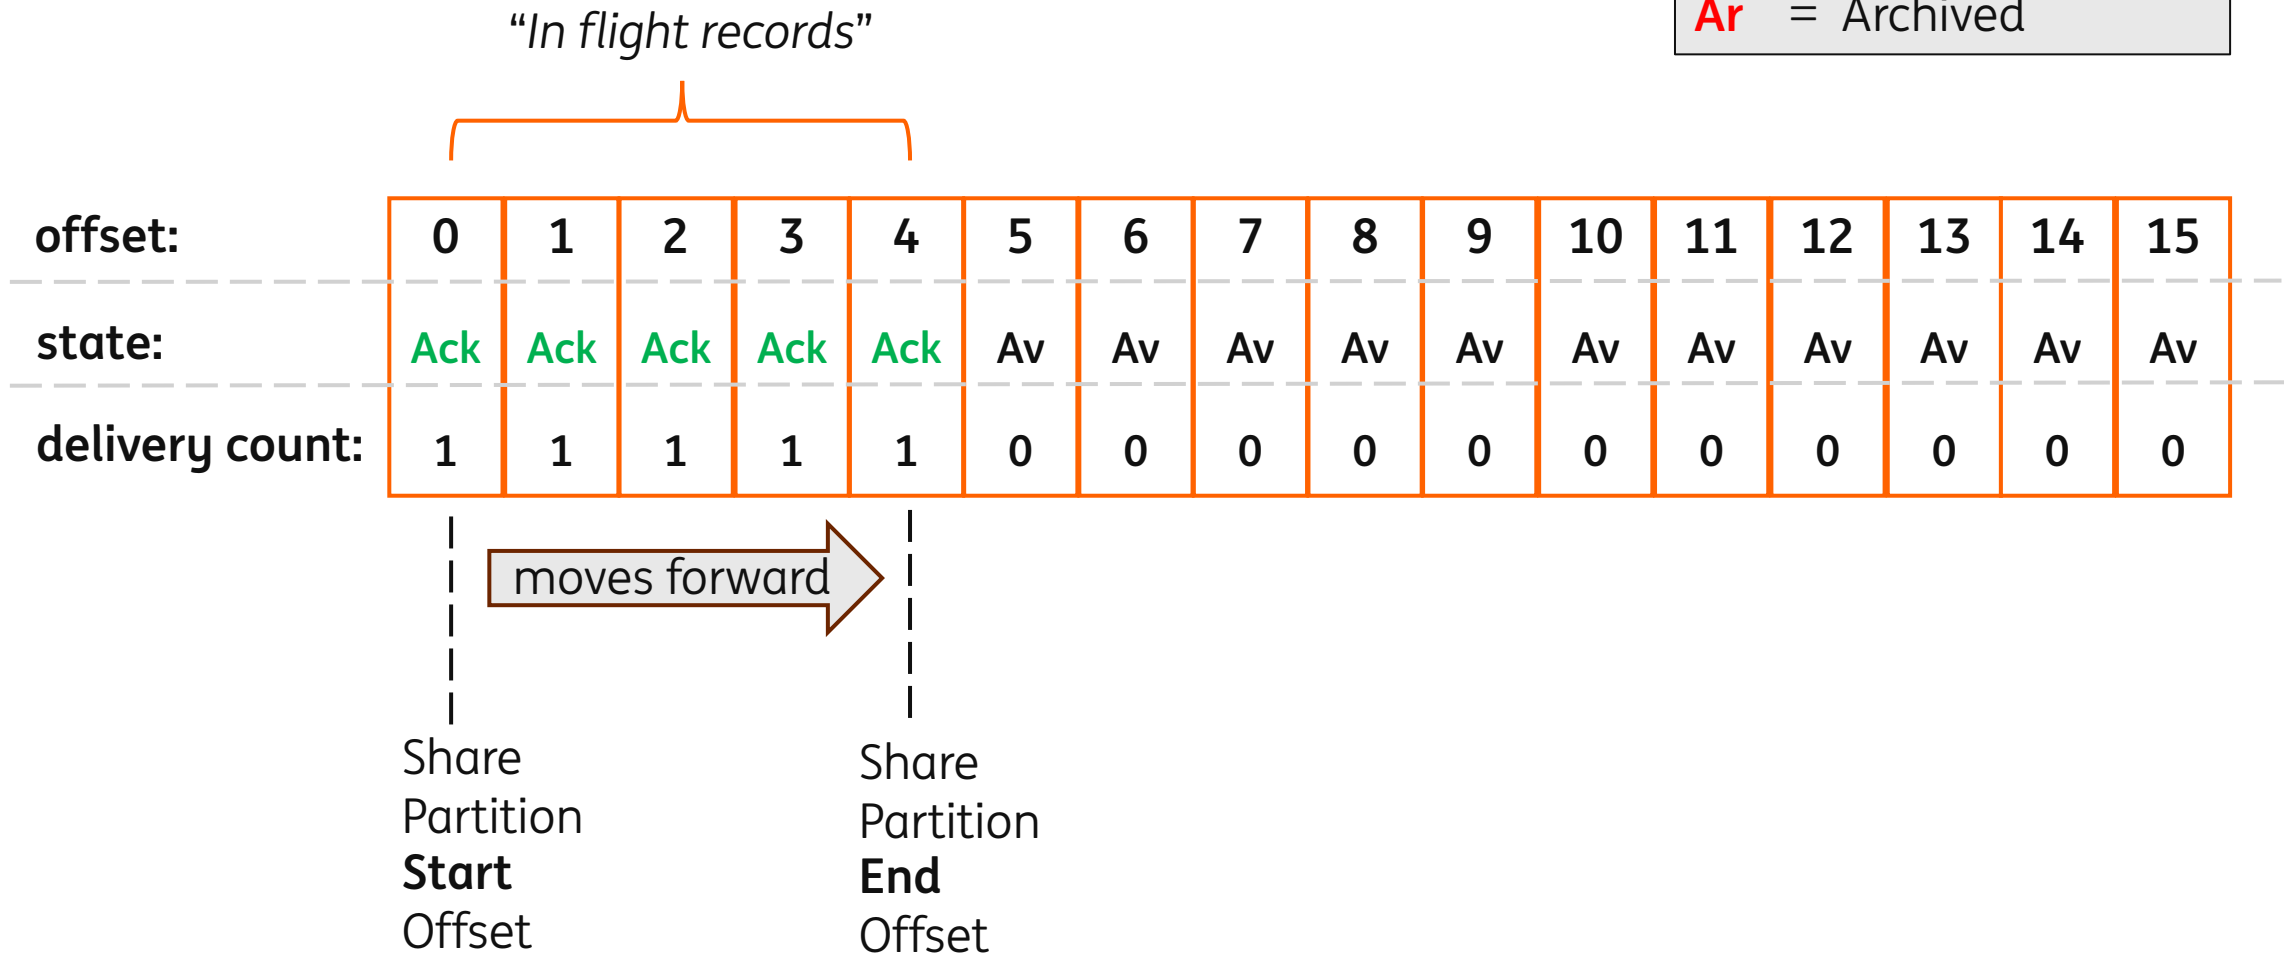 “In flight records”
Ar = Archived
offset: 0 1 2 3 4 5 6 7 8 9 10 11 12 13 14 15
state: Ack Ack Ack Ack Ack Av Av Av Av Av Av Av Av Av Av Av
delivery count: 1 1 1 1 1 0 0 0 0 0 0 0 0 0 0 0
moves forward
Share
Partition
Start
Offset
Share
Partition
End
Offset